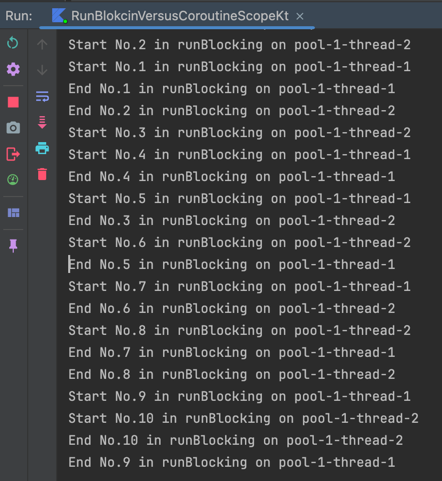 Run: RunBlokcinVersusCoroutineScopeKt ×
Start No.2 in runBlocking on pool-1-thread-2
Start No.1 in runBlocking on pool-1-thread-1
End No.1 in runBlocking on pool-1-thread-1
End No.2 in runBlocking on pool-1-thread-2
Start No.3 in runBlocking on pool-1-thread-2
Start No.4 in runBlocking on pool-1-thread-1
End No.4 in runBlocking on pool-1-thread-1
Start No.5 in runBlocking on pool-1-thread-1
End No.3 in runBlocking on pool-1-thread-2
Start No.6 in runBlocking on pool-1-thread-2
End No.5 in runBlocking on pool-1-thread-1
Start No.7 in runBlocking on pool-1-thread-1
End No.6 in runBlocking on pool-1-thread-2
Start No.8 in runBlocking on pool-1-thread-2
End No.7 in runBlocking on pool-1-thread-1
End No.8 in runBlocking on pool-1-thread-2
Start No.9 in runBlocking on pool-1-thread-1
Start No.10 in runBlocking on pool-1-thread-2
End No.10 in runBlocking on pool-1-thread-2
End No.9 in runBlocking on pool-1-thread-1